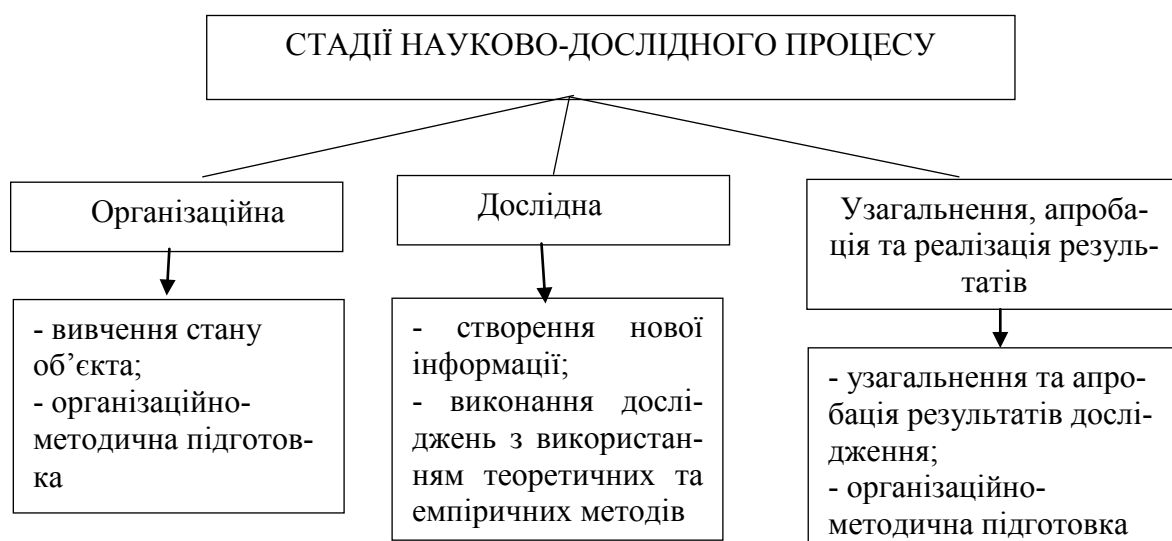 СТАДІЇ НАУКОВО-ДОСЛІДНОГО ПРОЦЕСУ
Організаційна
Дослідна
Узагальнення, апроба-
ція та реалізація резуль-
татів
- вивчення стану
об’єкта;
- організаційно-
методична підготов-
ка
- створення нової
інформації;
- виконання дослі-
джень з використан-
ням теоретичних та
емпіричних методів
- узагальнення та апро-
бація результатів дослі-
дження;
- організаційно-
методична підготовка